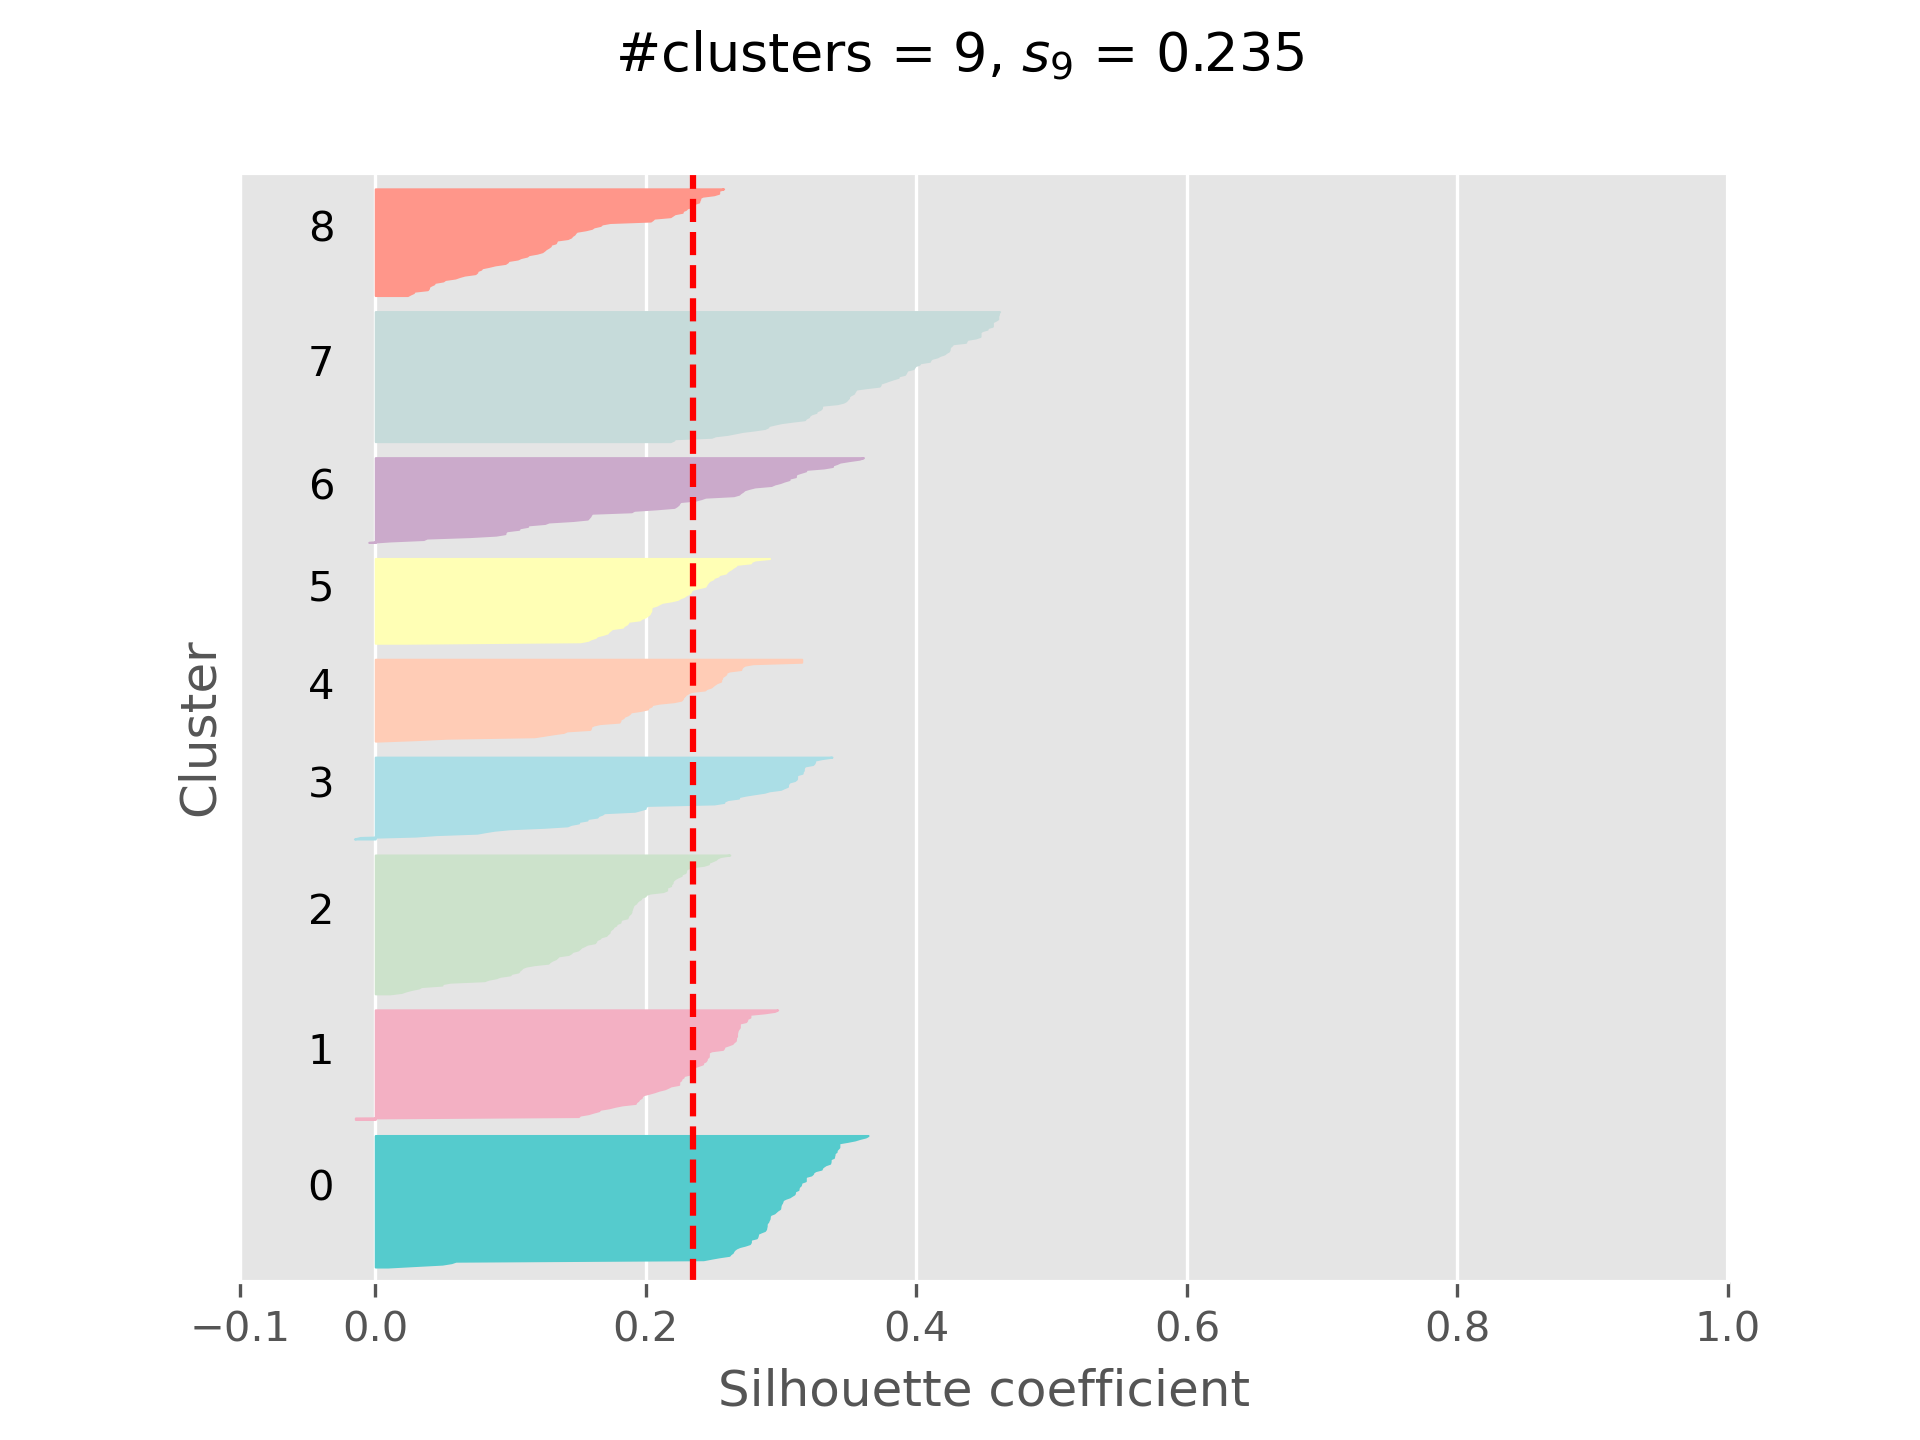 #clusters = 9, s₉ = 0.235
8
7
6
5
4
3
2
1
0
Cluster
−0.1 0.0 0.2 0.4 0.6 0.8 1.0
Silhouette coefficient